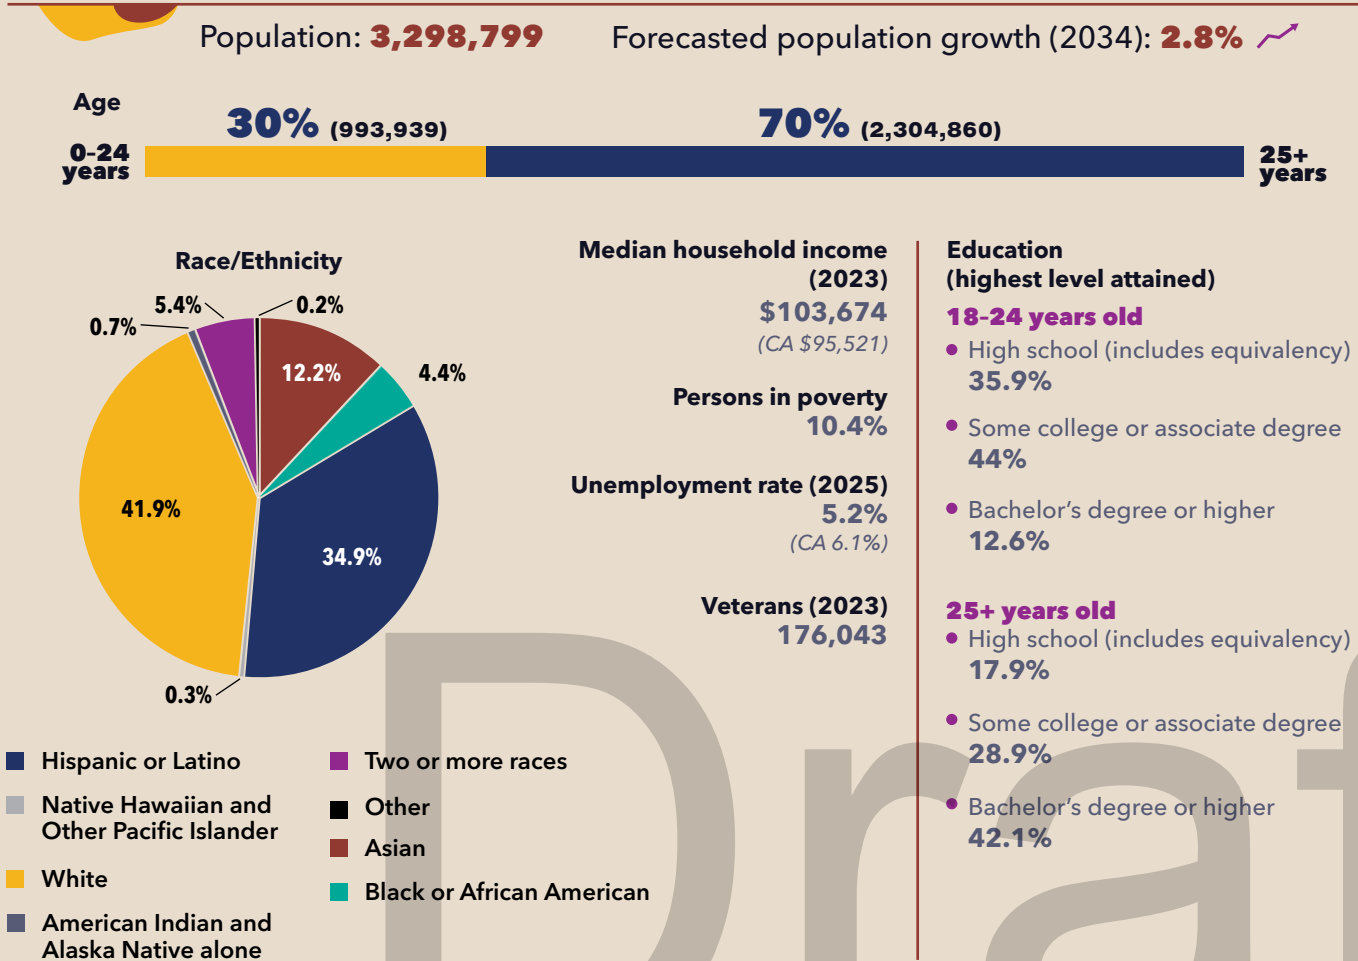 Population: 3,298,799
Forecasted population growth (2034): 2.8%
Age
30% (993,939)
70% (2,304,860)
0–24
years
25+
years
Race/Ethnicity
5.4%
0.2%
0.7%
12.2%
4.4%
41.9%
34.9%
0.3%
Hispanic or Latino
Native Hawaiian and
Other Pacific Islander
White
American Indian and
Alaska Native alone
Two or more races
Other
Asian
Black or African American
Median household income
(2023)
$103,674
(CA $95,521)
Persons in poverty
10.4%
Unemployment rate (2025)
5.2%
(CA 6.1%)
Veterans (2023)
176,043
Education
(highest level attained)
18–24 years old
High school (includes equivalency)
35.9%
Some college or associate degree
44%
Bachelor’s degree or higher
12.6%
25+ years old
High school (includes equivalency)
17.9%
Some college or associate degree
28.9%
Bachelor’s degree or higher
42.1%
Draf